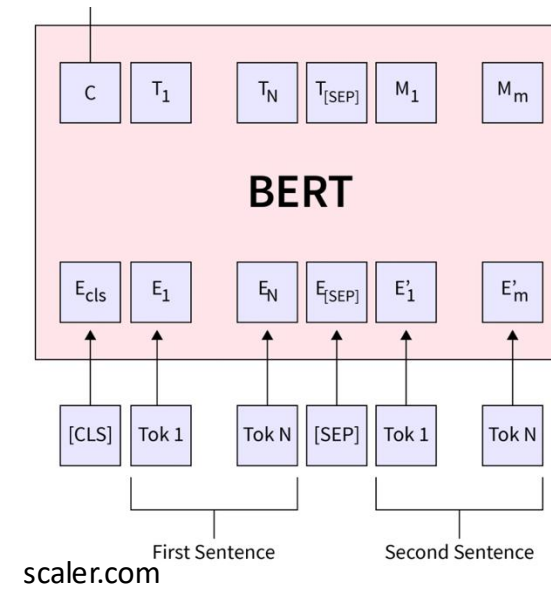 C T1 TN T[SEP] M1 Mm
BERT
Ecls E1 EN E[SEP] E'1 E'm
[CLS] Tok 1 Tok N [SEP] Tok 1 Tok N
First Sentence Second Sentence
scaler.com